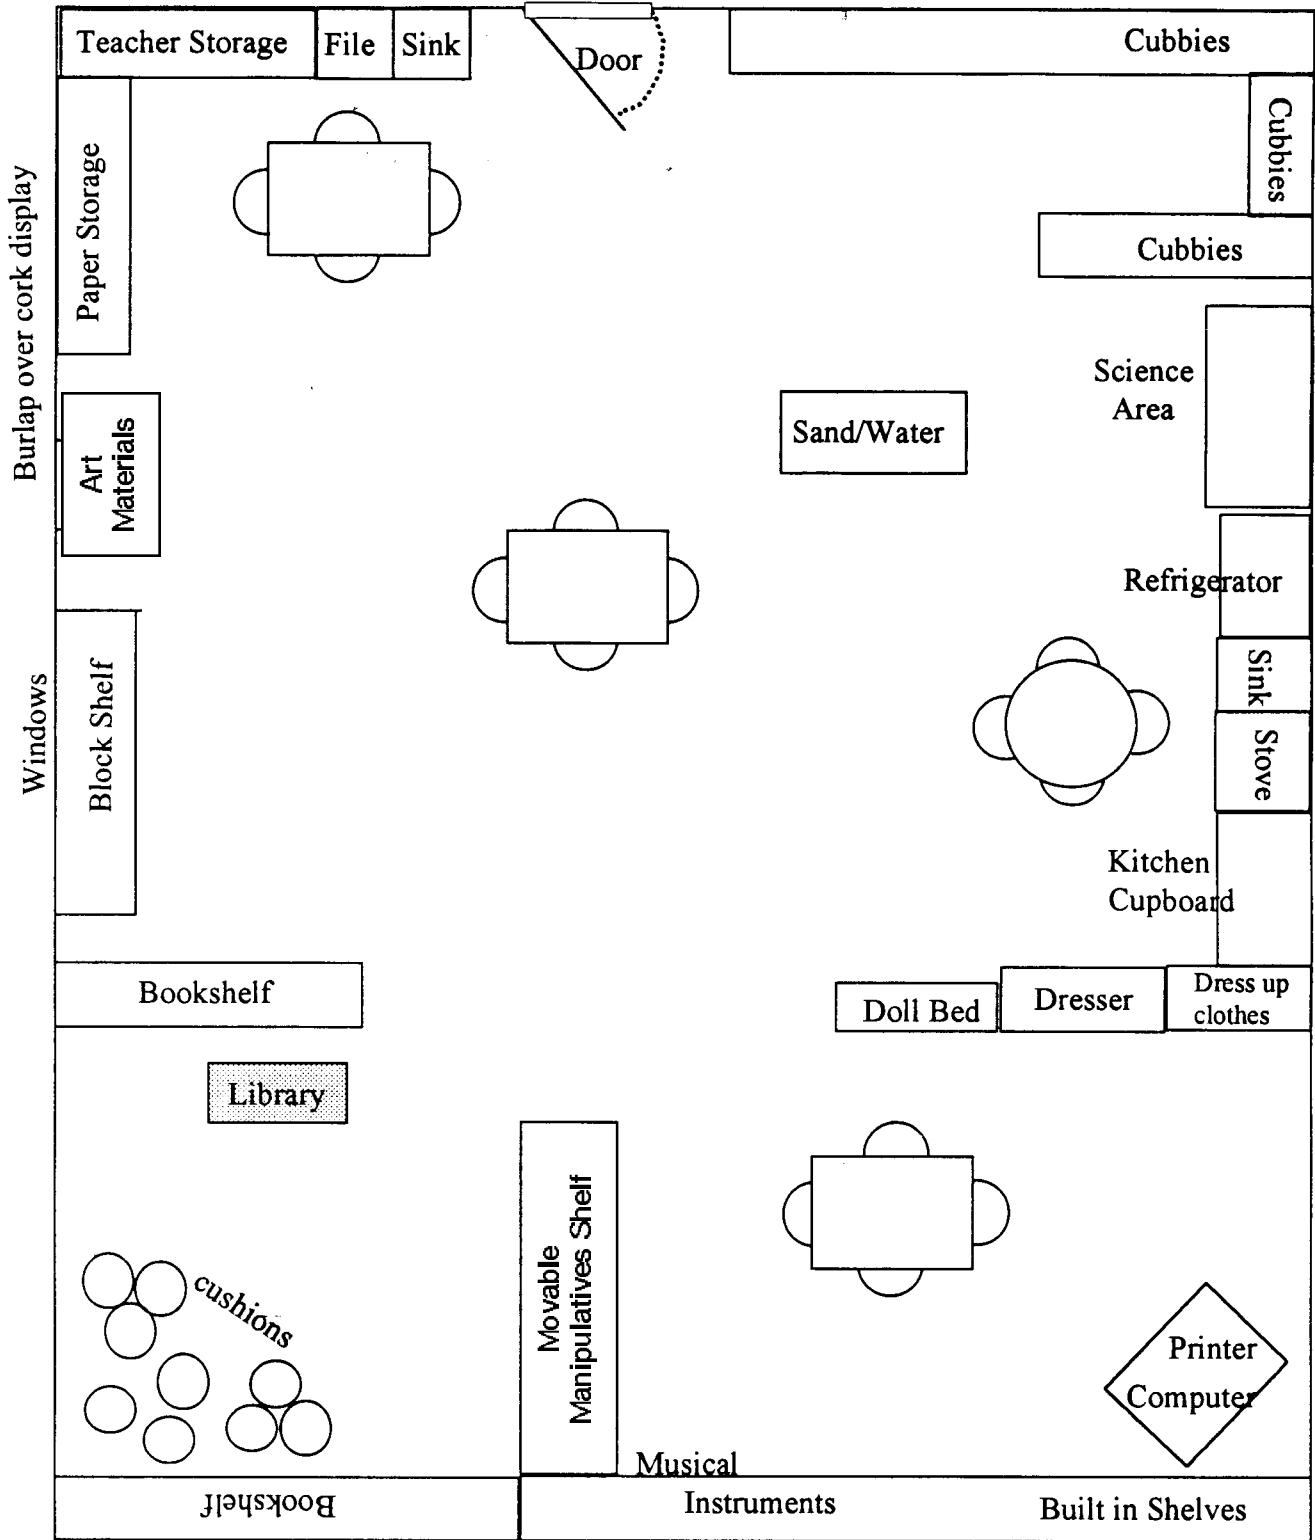 Teacher Storage
File
Sink
Door
Cubbies
Cubbies
Cubbies
Paper Storage
Burlap over cork display
Art
Materials
Science
Area
Sand/Water
Refrigerator
Sink
Stove
Windows
Block Shelf
Kitchen
Cupboard
Bookshelf
Doll Bed
Dresser
Dress up
clothes
Library
Movable
Manipulatives Shelf
cushions
Printer
Computer
Musical
Instruments
Bookshelf
Built in Shelves